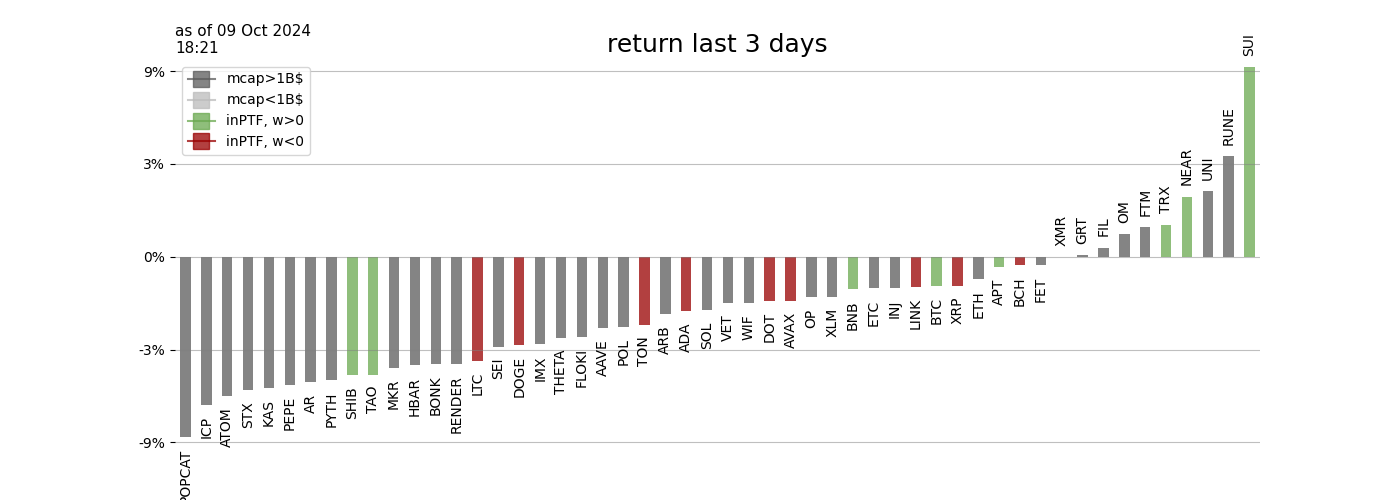 as of 09 Oct 2024
18:21
return last 3 days
9%
3%
0%
-3%
-9%
mcap>1B$
mcap<1B$
inPTF, w>0
inPTF, w<0
POPCAT
ICP
ATOM
STX
KAS
PEPE
AR
PYTH
SHIB
TAO
MKR
HBAR
BONK
RENDER
LTC
SEI
DOGE
IMX
THETA
FLOKI
AAVE
POL
TON
ARB
ADA
SOL
VET
WIF
DOT
AVAX
OP
XLM
BNB
ETC
INJ
LINK
BTC
XRP
ETH
APT
BCH
FET
XMR
GRT
FIL
OM
FTM
TRX
NEAR
UNI
RUNE
SUI